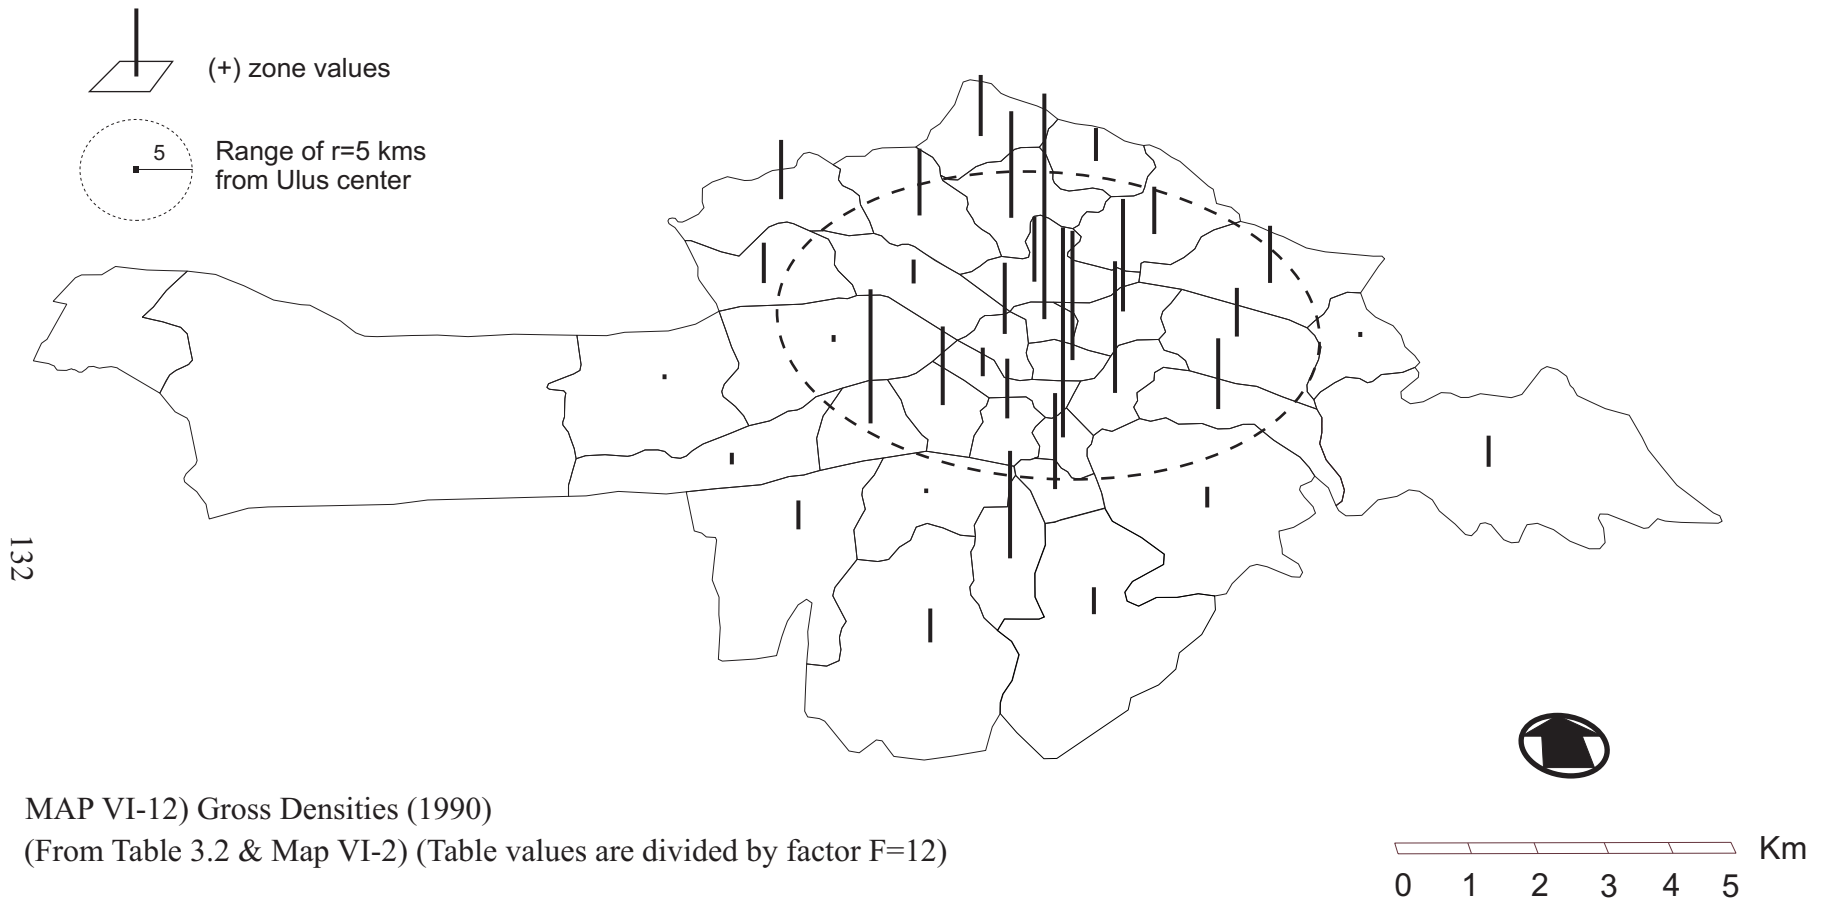 (+) zone values
5
Range of r=5 kms
from Ulus center
132
MAP VI-12) Gross Densities (1990)
(From Table 3.2 & Map VI-2) (Table values are divided by factor F=12)
Km
0 1 2 3 4 5